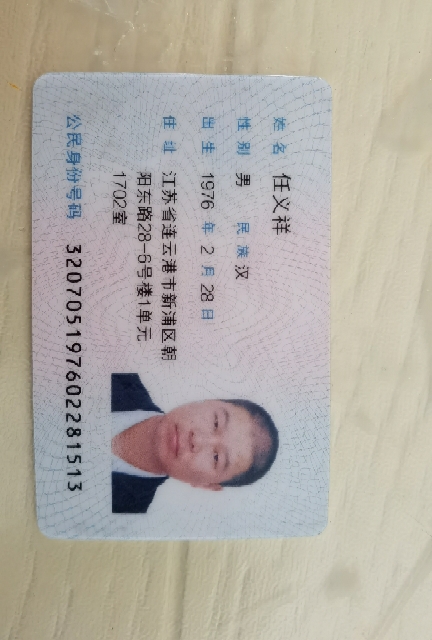 姓名 任义祥
性别 男 民族 汉
出生 1976 年 2 月 28 日
住址 江苏省连云港市新浦区朝
阳东路28-6号楼1单元
1702室
公民身份号码 320705197602281513